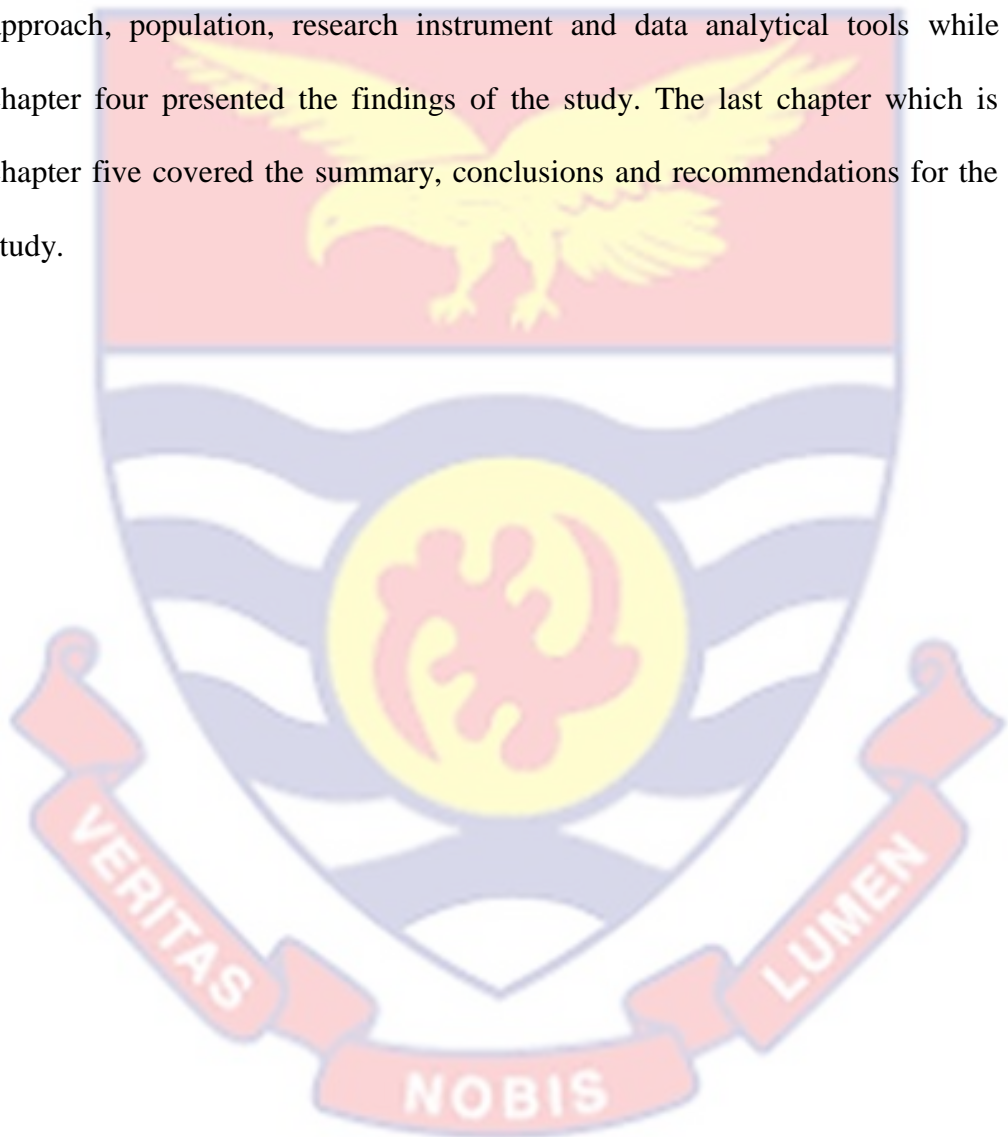 pproach, population, research instrument and data analytical tools while
hapter four presented the findings of the study. The last chapter which is
hapter five covered the summary, conclusions and recommendations for the
tudy.
VERITAS
NOBIS
LUMEN